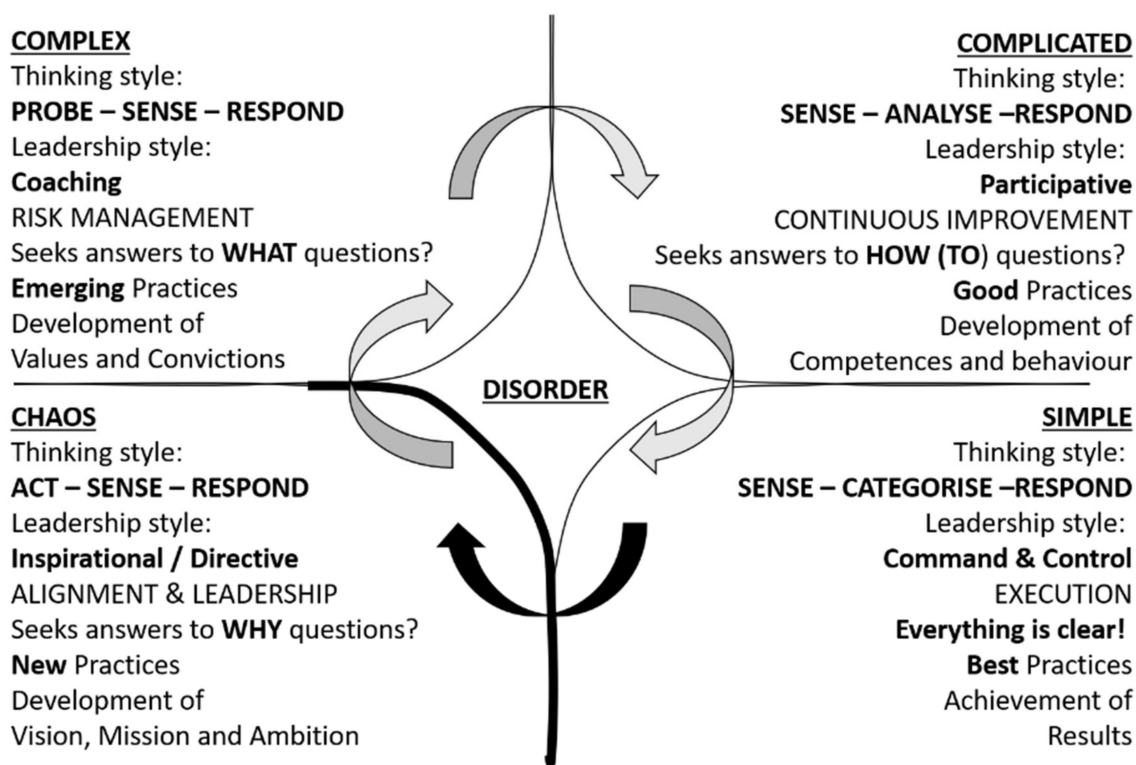 COMPLEX
Thinking style:
PROBE – SENSE – RESPOND
Leadership style:
Coaching
RISK MANAGEMENT
Seeks answers to WHAT questions?
Emerging Practices
Development of
Values and Convictions
COMPLICATED
Thinking style:
SENSE – ANALYSE –RESPOND
Leadership style:
Participative
CONTINUOUS IMPROVEMENT
Seeks answers to HOW (TO) questions?
Good Practices
Development of
Competences and behaviour
DISORDER
CHAOS
Thinking style:
ACT – SENSE – RESPOND
Leadership style:
Inspirational / Directive
ALIGNMENT & LEADERSHIP
Seeks answers to WHY questions?
New Practices
Development of
Vision, Mission and Ambition
SIMPLE
Thinking style:
SENSE – CATEGORISE –RESPOND
Leadership style:
Command & Control
EXECUTION
Everything is clear!
Best Practices
Achievement of
Results